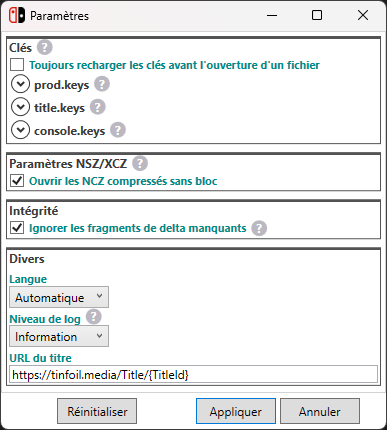 Paramètres
Clés ?
Toujours recharger les clés avant l'ouverture d'un fichier
prod.keys ?
title.keys ?
console.keys ?
Paramètres NSZ/XCZ ?
Ouvrir les NCZ compressés sans bloc
Intégrité
Ignorer les fragments de delta manquants ?
Divers
Langue
Automatique
Niveau de log ?
Information
URL du titre
https://tinfoil.media/Title/{TitleId}
Réinitialiser Appliquer Annuler